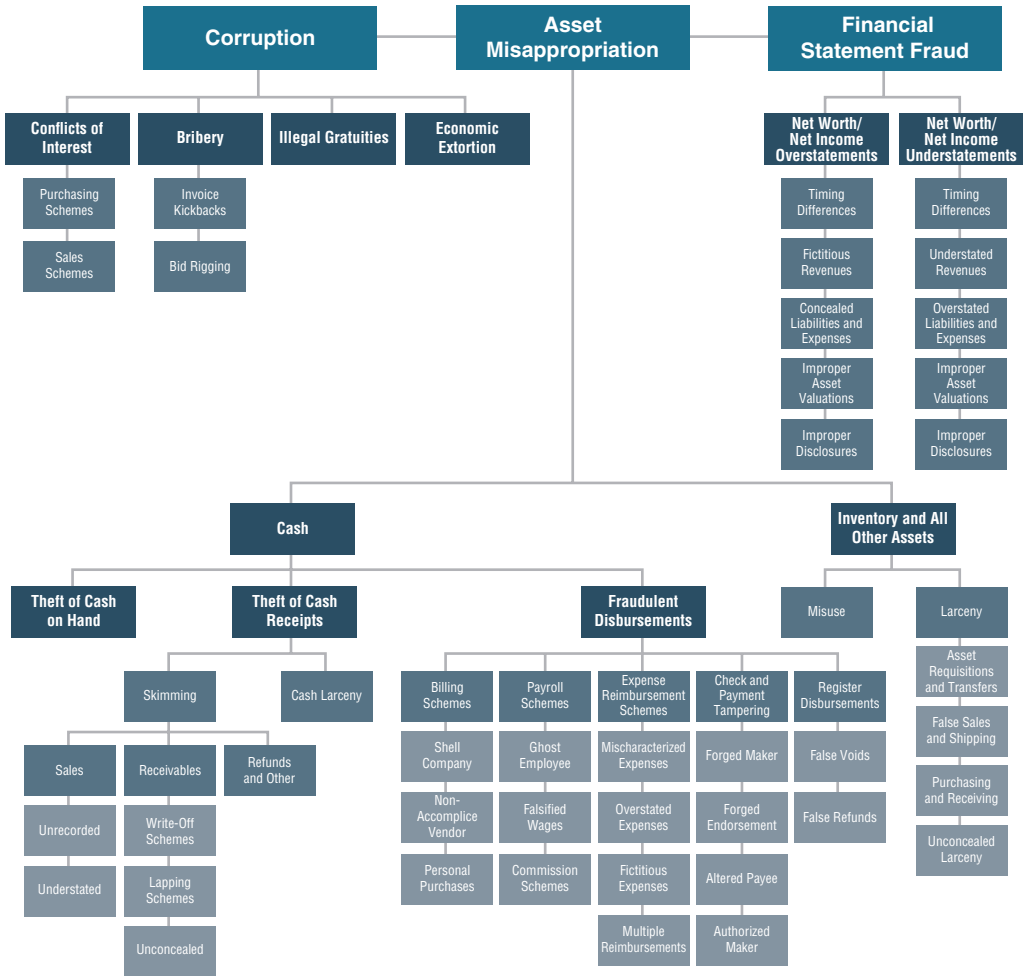 Corruption
Asset
Misappropriation
Financial
Statement Fraud
Conflicts of
Interest
Bribery
Illegal Gratuities
Economic
Extortion
Net Worth/
Net Income
Overstatements
Net Worth/
Net Income
Understatements
Purchasing
Schemes
Sales
Schemes
Invoice
Kickbacks
Bid Rigging
Timing
Differences
Fictitious
Revenues
Concealed
Liabilities and
Expenses
Improper
Asset
Valuations
Improper
Disclosures
Timing
Differences
Understated
Revenues
Overstated
Liabilities and
Expenses
Improper
Asset
Valuations
Improper
Disclosures
Cash
Inventory and All
Other Assets
Theft of Cash
on Hand
Theft of Cash
Receipts
Fraudulent
Disbursements
Misuse
Larceny
Skimming
Cash Larceny
Sales
Receivables
Refunds
and Other
Unrecorded
Understated
Write-Off
Schemes
Lapping
Schemes
Unconcealed
Billing
Schemes
Shell
Company
Non-
Accomplice
Vendor
Personal
Purchases
Payroll
Schemes
Ghost
Employee
Falsified
Wages
Commission
Schemes
Expense
Reimbursement
Schemes
Mischaracterized
Expenses
Overstated
Expenses
Fictitious
Expenses
Multiple
Reimbursements
Check and
Payment
Tampering
Forged Maker
Forged
Endorsement
Altered Payee
Authorized
Maker
Register
Disbursements
False Voids
False Refunds
Asset
Requisitions
and Transfers
False Sales
and Shipping
Purchasing
and Receiving
Unconcealed
Larceny